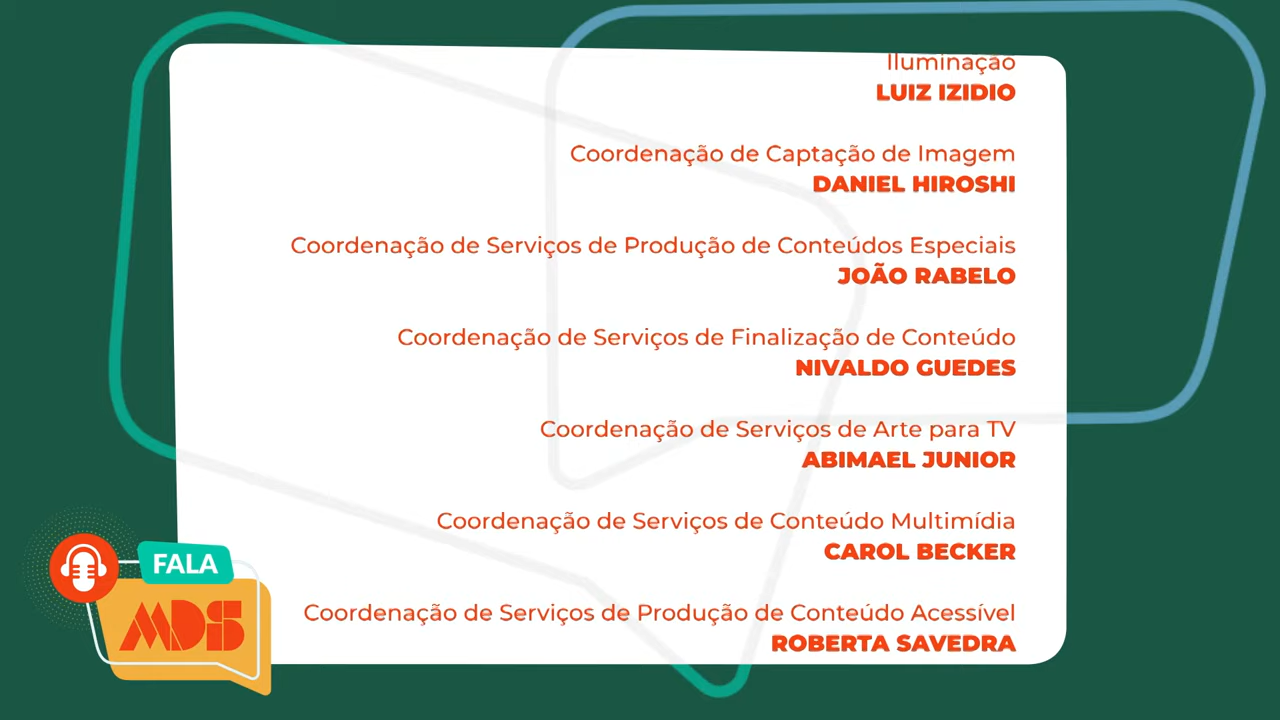 Iluminação
LUIZ IZIDIO
Coordenação de Captação de Imagem
DANIEL HIROSHI
Coordenação de Serviços de Produção de Conteúdos Especiais
JOÃO RABELO
Coordenação de Serviços de Finalização de Conteúdo
NIVALDO GUEDES
Coordenação de Serviços de Arte para TV
ABIMAEL JUNIOR
Coordenação de Serviços de Conteúdo Multimídia
CAROL BECKER
Coordenação de Serviços de Produção de Conteúdo Acessível
ROBERTA SAVEDRA
FALA
MDS